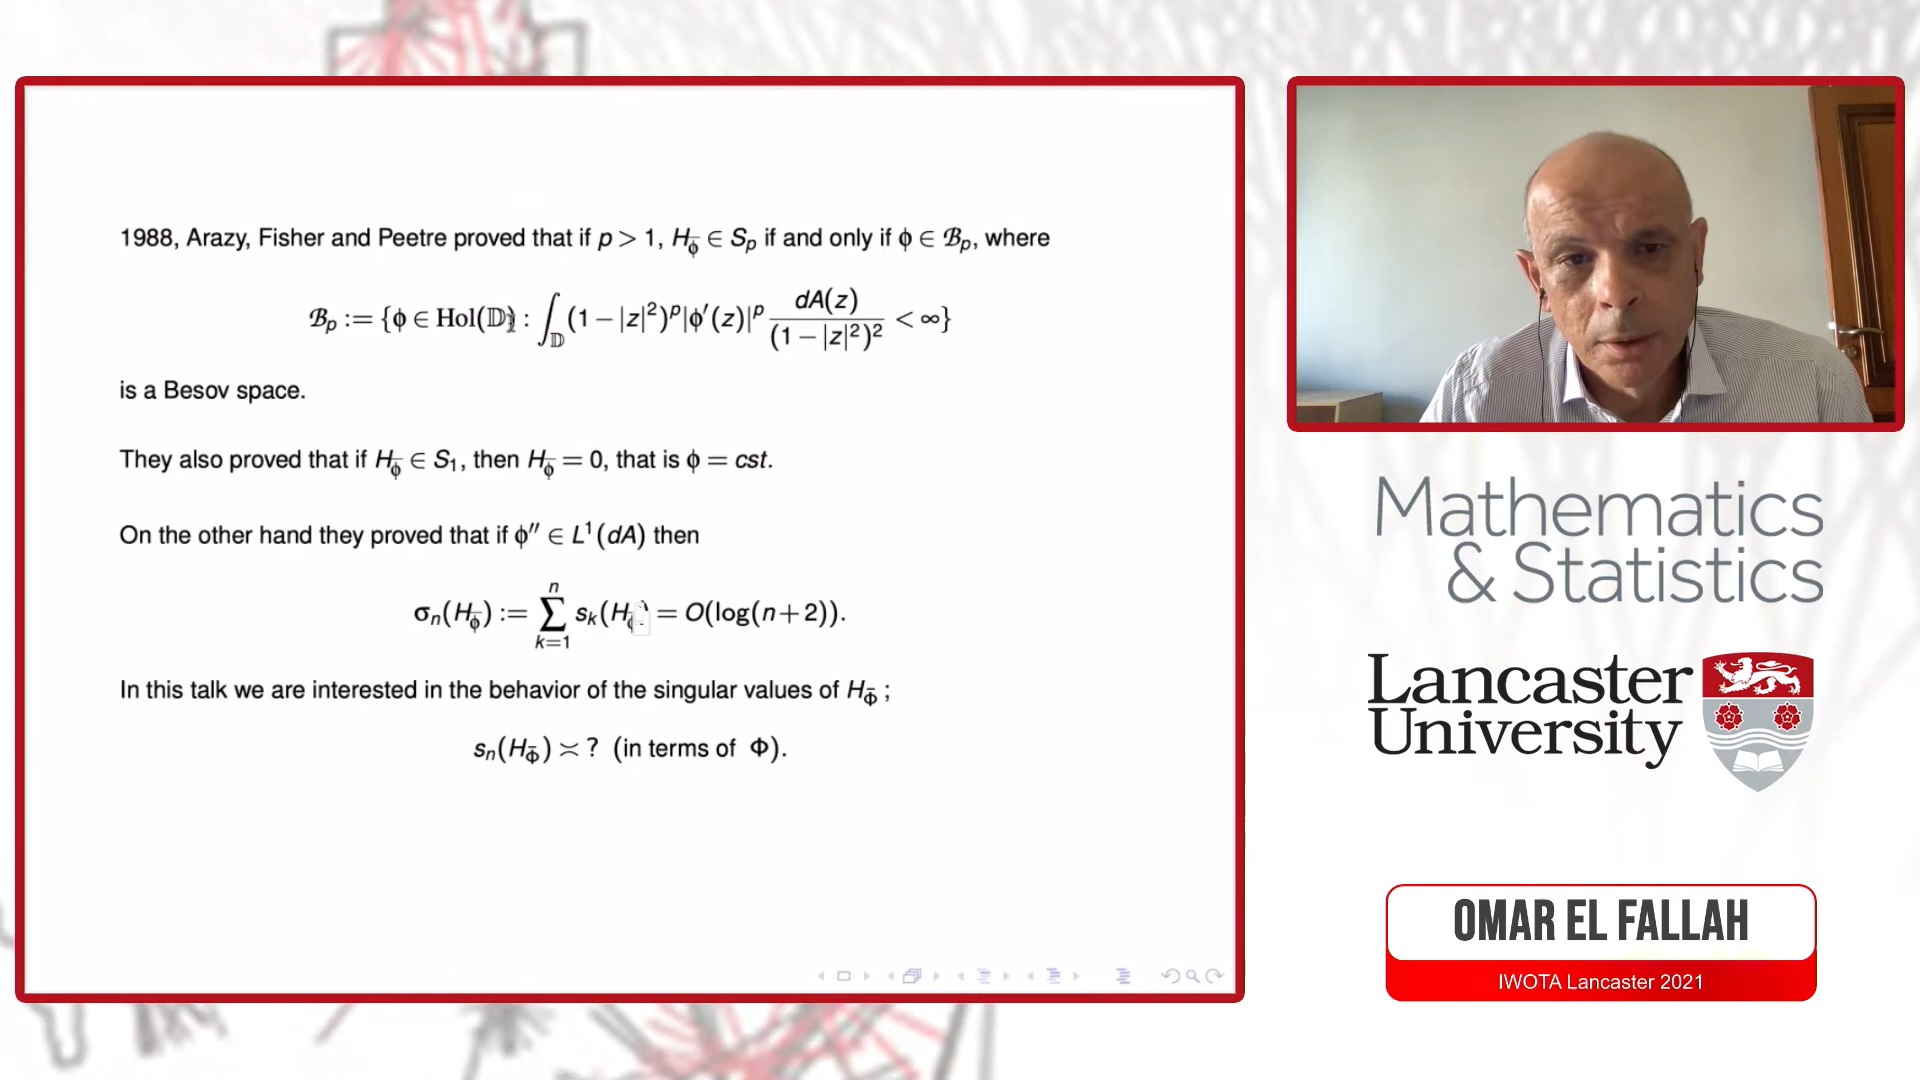 1988, Arazy, Fisher and Peetre proved that if p > 1, H_φ̄ ∈ S_p if and only if φ ∈ ℬ_p, where
ℬ_p := {φ ∈ Hol(𝔻) : ∫_𝔻 (1 − |z|²)^p |φ′(z)|^p dA(z) / (1 − |z|²)² < ∞}
is a Besov space.
They also proved that if H_φ̄ ∈ S₁, then H_φ̄ = 0, that is φ = cst.
On the other hand they proved that if φ″ ∈ L¹(dA) then
σ_n(H_φ̄) := ∑_{k=1}^{n} s_k(H_φ̄) = O(log(n+2)).
In this talk we are interested in the behavior of the singular values of H_Φ̄ ;
s_n(H_Φ̄) ≍ ? (in terms of Φ).
Mathematics
& Statistics
Lancaster
University
OMAR EL FALLAH
IWOTA Lancaster 2021